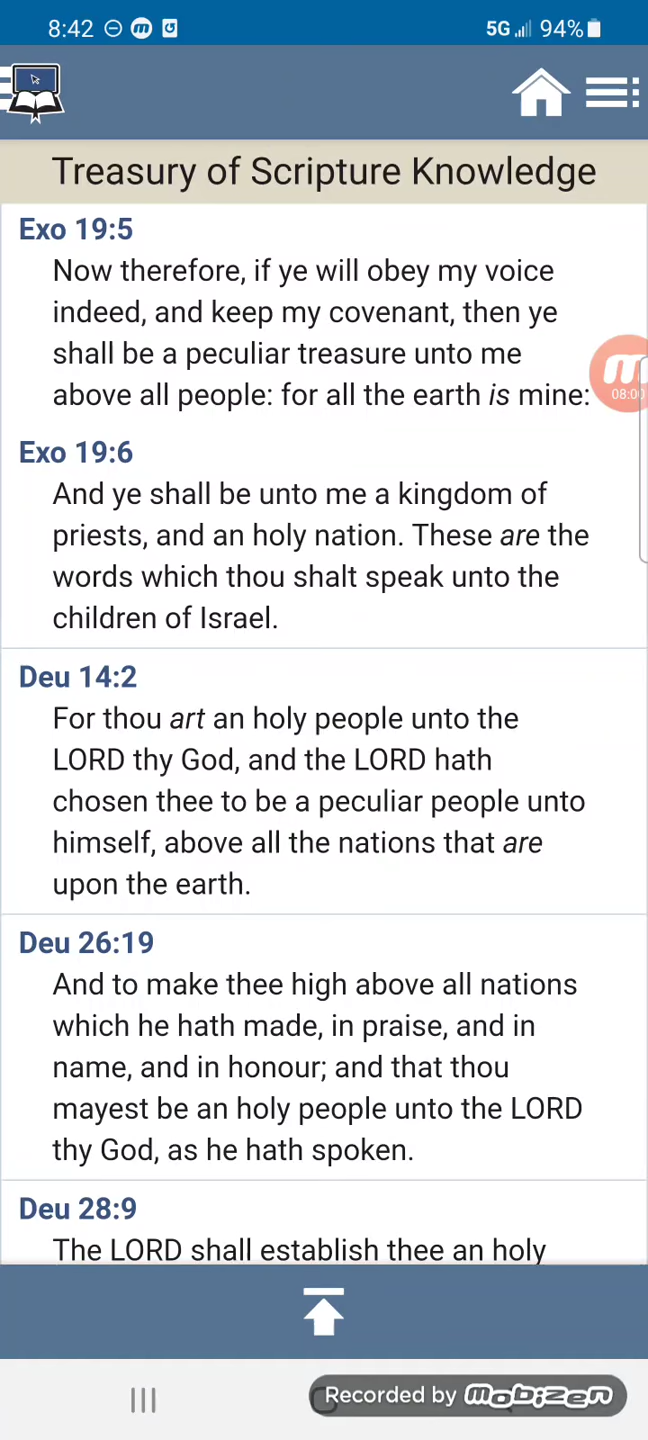 8:42
5G 94%
Treasury of Scripture Knowledge
Exo 19:5
Now therefore, if ye will obey my voice
indeed, and keep my covenant, then ye
shall be a peculiar treasure unto me
above all people: for all the earth is mine:
08:00
Exo 19:6
And ye shall be unto me a kingdom of
priests, and an holy nation. These are the
words which thou shalt speak unto the
children of Israel.
Deu 14:2
For thou art an holy people unto the
LORD thy God, and the LORD hath
chosen thee to be a peculiar people unto
himself, above all the nations that are
upon the earth.
Deu 26:19
And to make thee high above all nations
which he hath made, in praise, and in
name, and in honour; and that thou
mayest be an holy people unto the LORD
thy God, as he hath spoken.
Deu 28:9
The LORD shall establish thee an holy
Recorded by mobizen